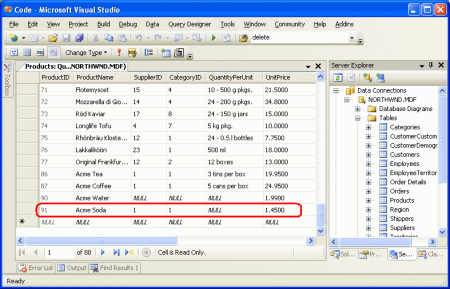 Code - Microsoft Visual Studio
File Edit View Project Build Debug Data Query Designer Tools Window Community Help Addins
delete
Change Type
Products: Qu...NORTHWND.MDF)
ProductID ProductName SupplierID CategoryID QuantityPerUnit UnitPrice
71 Flotemysost 15 4 10 - 500 g pkgs. 21.5000
72 Mozzarella di Gio... 14 4 24 - 200 g pkgs. 34.8000
73 Röd Kaviar 17 8 24 - 150 g jars 15.0000
74 Longlife Tofu 4 7 5 kg pkg. 10.0000
75 Rhönbräu Kloste... 12 1 24 - 0.5 l bottles 7.7500
76 Lakkalikööri 23 1 500 ml 18.0000
77 Original Frankfur... 12 2 12 boxes 13.0000
86 Acme Tea 1 1 3 tins per box 19.9500
87 Acme Coffee 1 1 5 cans per box 24.9500
90 Acme Water NULL NULL NULL 1.9900
91 Acme Soda 1 1 NULL 1.4500
NULL NULL NULL NULL NULL NULL
1 of 80 Cell is Read Only.
Error List Output Find Results 1
Ready
Toolbox
Server Explorer
Data Connections
NORTHWND.MDF
Database Diagrams
Tables
Categories
CustomerCustom
CustomerDemogr
Customers
Employees
EmployeeTerritor
Order Details
Orders
Products
Region
Shippers
Suppliers
Territories
Sol... Pr... Se... Cla...